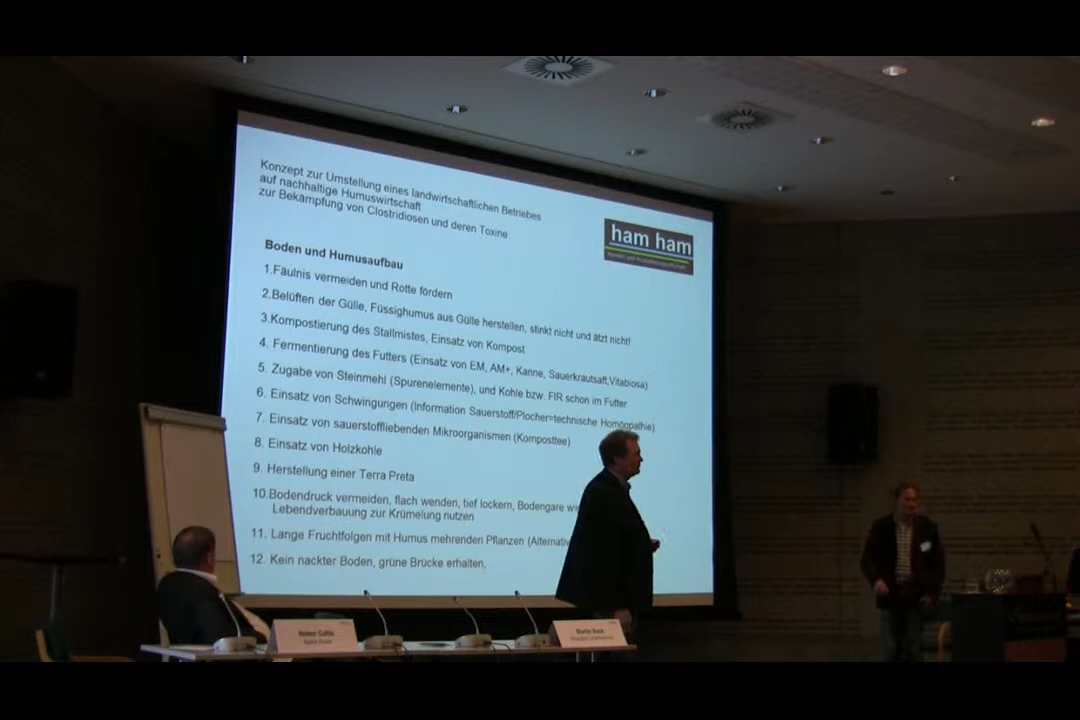 Konzept zur Umstellung eines landwirtschaftlichen Betriebes
auf nachhaltige Humuswirtschaft
zur Bekämpfung von Clostridiosen und deren Toxine
ham ham
Boden und Humusaufbau
1.Fäulnis vermeiden und Rotte fördern
2.Belüften der Gülle, Füssighumus aus Gülle herstellen, stinkt nicht und ätzt nicht!
3.Kompostierung des Stallmistes, Einsatz von Kompost
4. Fermentierung des Futters (Einsatz von EM, AM+, Kanne, Sauerkrautsaft,Vitabiosa)
5. Zugabe von Steinmehl (Spurenelemente), und Kohle bzw. FIR schon im Futter
6. Einsatz von Schwingungen (Information Sauerstoff/Plocher=technische Homöopathie)
7. Einsatz von sauerstoffliebenden Mikroorganismen (Komposttee)
8. Einsatz von Holzkohle
9. Herstellung einer Terra Preta
10.Bodendruck vermeiden, flach wenden, tief lockern, Bodengare
Lebendverbauung zur Krümelung nutzen
11. Lange Fruchtfolgen mit Humus mehrenden Pflanzen
12. Kein nackter Boden, grüne Brücke erhalten,